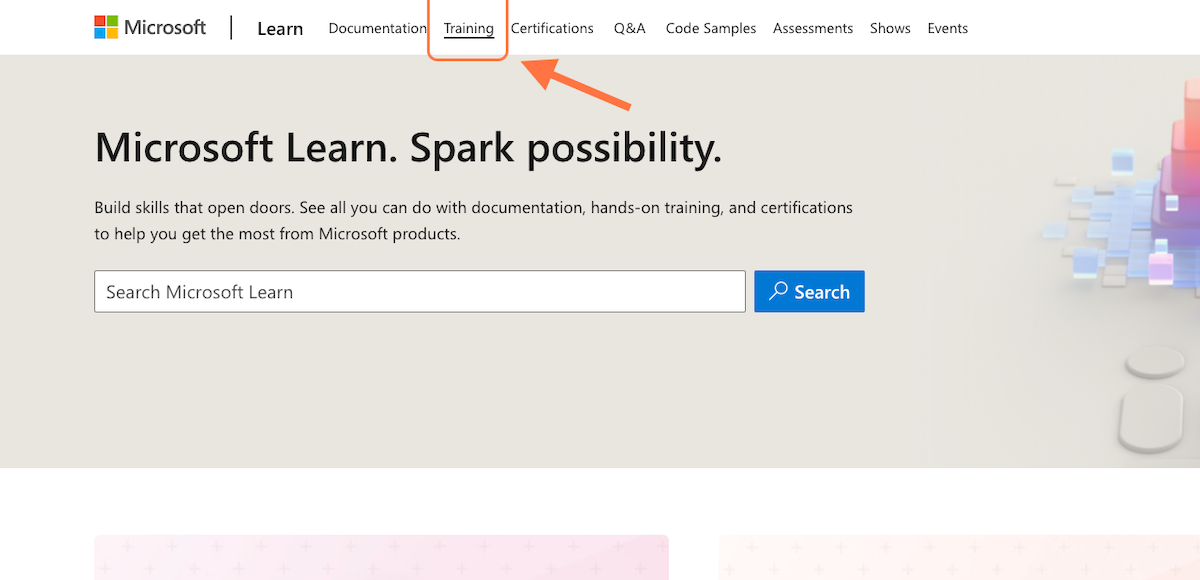 Microsoft Learn Documentation Training Certifications Q&A Code Samples Assessments Shows Events
Microsoft Learn. Spark possibility.
Build skills that open doors. See all you can do with documentation, hands-on training, and certifications
to help you get the most from Microsoft products.
Search Microsoft Learn Search